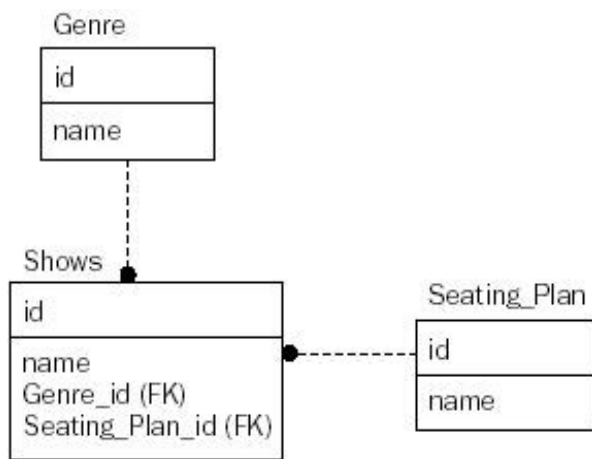 Genre
id
name
Shows
id
name
Genre_id (FK)
Seating_Plan_id (FK)
Seating_Plan
id
name